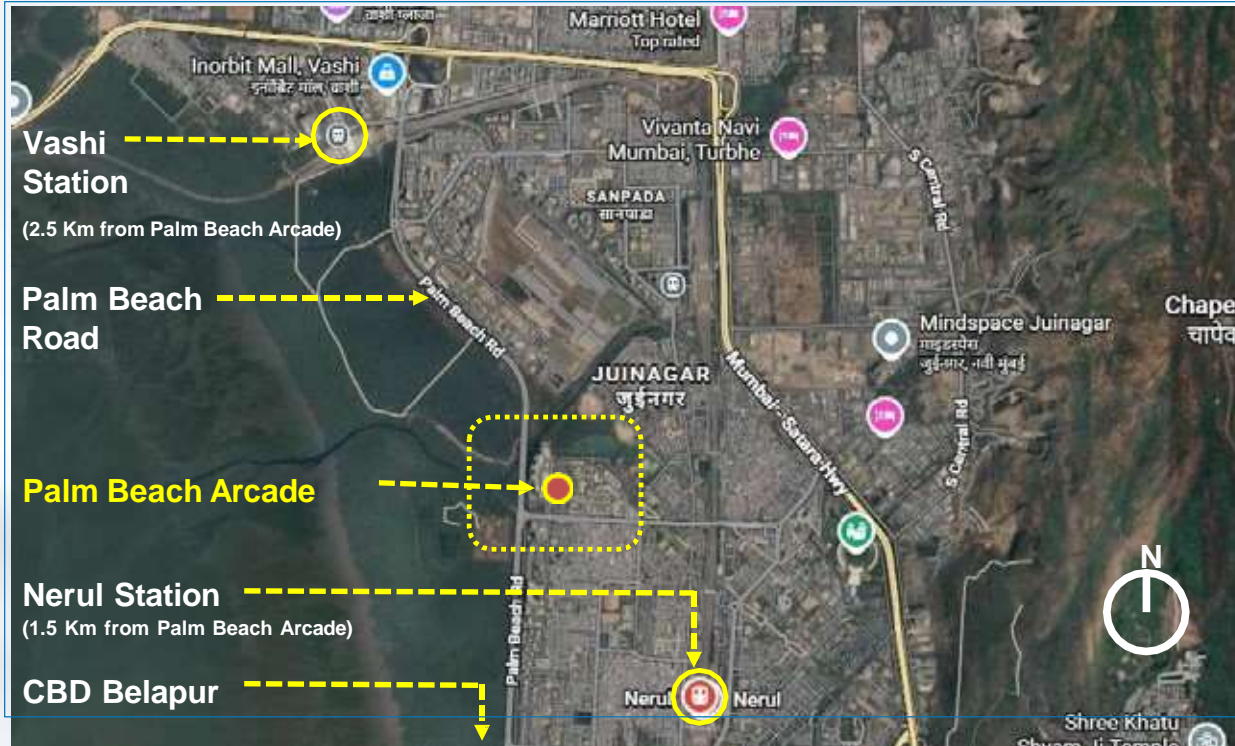 वाशी प्लाजा
Marriott Hotel
Top rated
Inorbit Mall, Vashi
इनॉर्बिट मॉल, वाशी
Vashi
Station
(2.5 Km from Palm Beach Arcade)
Vivanta Navi
Mumbai, Turbhe
S Central Rd
SANPADA
सानपाडा
Palm Beach
Road
Palm Beach Rd
Mindspace Juinagar
माइंडस्पेस
जुईनगर, नवी मुंबई
Chape
चापेक
JUINAGAR
जुईनगर
Mumbai - Satara Hwy
S Central Rd
Palm Beach Arcade
N
Nerul Station
(1.5 Km from Palm Beach Arcade)
Palm Beach Rd
CBD Belapur
Nerul
Nerul
Shree Khatu
Shyam Ji Temple